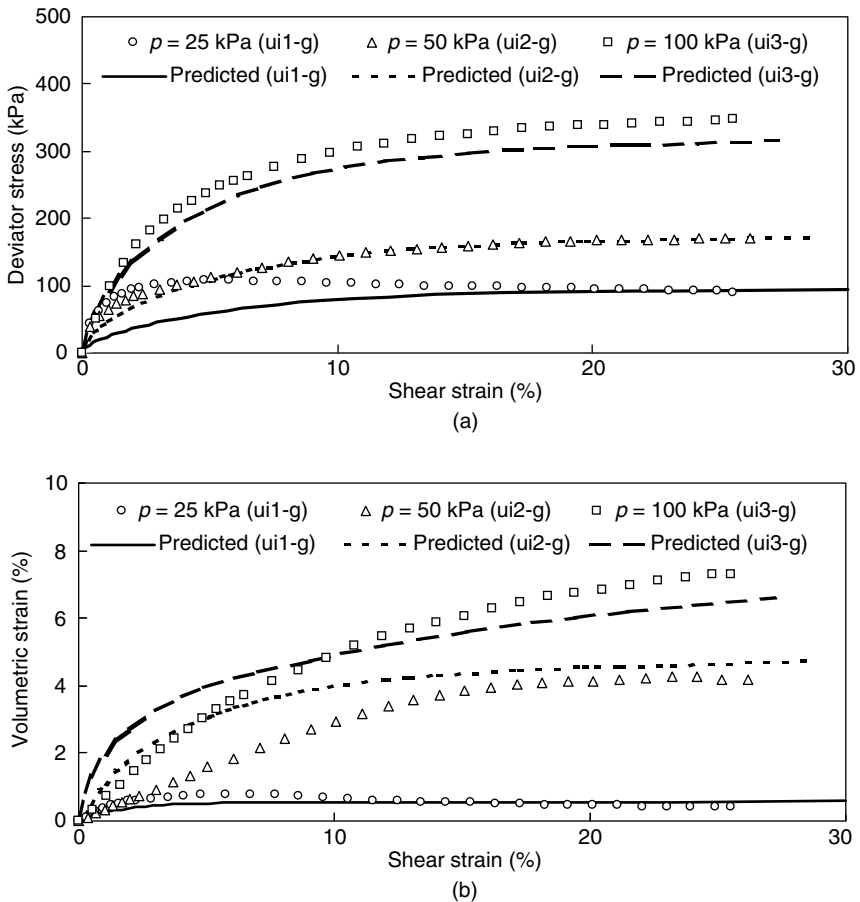 500
400
300
200
100
0
Deviator stress (kPa)
p = 25 kPa (ui1-g) p = 50 kPa (ui2-g) p = 100 kPa (ui3-g)
Predicted (ui1-g) Predicted (ui2-g) Predicted (ui3-g)
0 10 20 30
Shear strain (%)
(a)
10
8
6
4
2
0
Volumetric strain (%)
p = 25 kPa (ui1-g) p = 50 kPa (ui2-g) p = 100 kPa (ui3-g)
Predicted (ui1-g) Predicted (ui2-g) Predicted (ui3-g)
0 10 20 30
Shear strain (%)
(b)